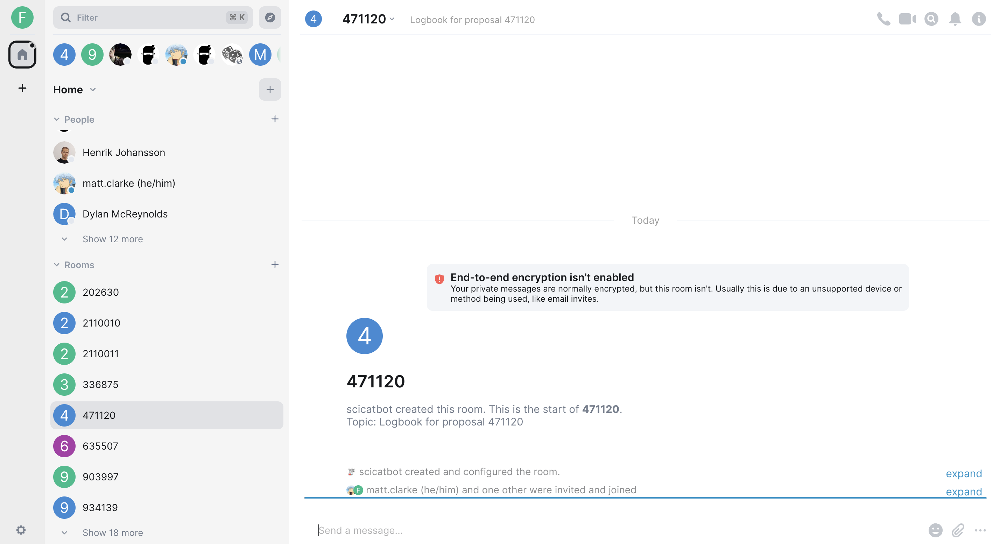 F
Filter
⌘ K
4
9
M
Home
People
Henrik Johansson
matt.clarke (he/him)
D
Dylan McReynolds
Show 12 more
Rooms
2
202630
2
2110010
2
2110011
3
336875
4
471120
6
635507
9
903997
9
934139
Show 18 more
4
471120
Logbook for proposal 471120
Today
End-to-end encryption isn't enabled
Your private messages are normally encrypted, but this room isn't. Usually this is due to an unsupported device or
method being used, like email invites.
4
471120
scicatbot created this room. This is the start of 471120.
Topic: Logbook for proposal 471120
scicatbot created and configured the room.
expand
F
matt.clarke (he/him) and one other were invited and joined
expand
Send a message...